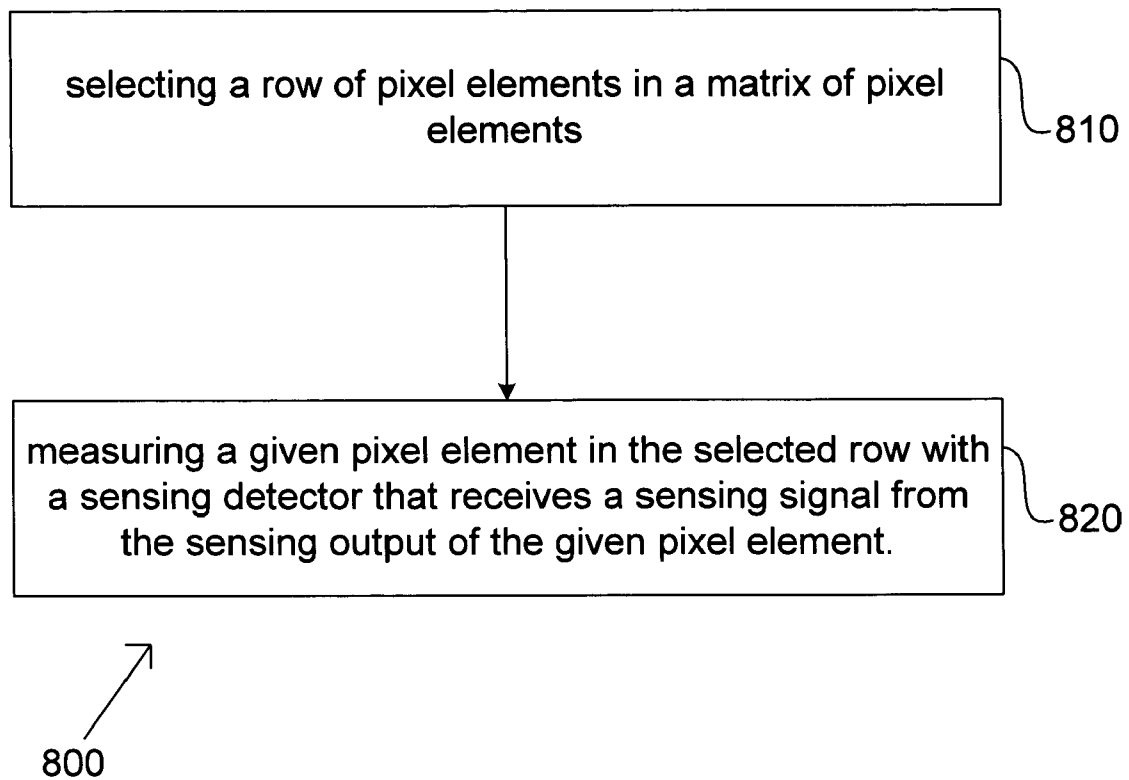 selecting a row of pixel elements in a matrix of pixel
elements
810
measuring a given pixel element in the selected row with
a sensing detector that receives a sensing signal from
the sensing output of the given pixel element.
820
800